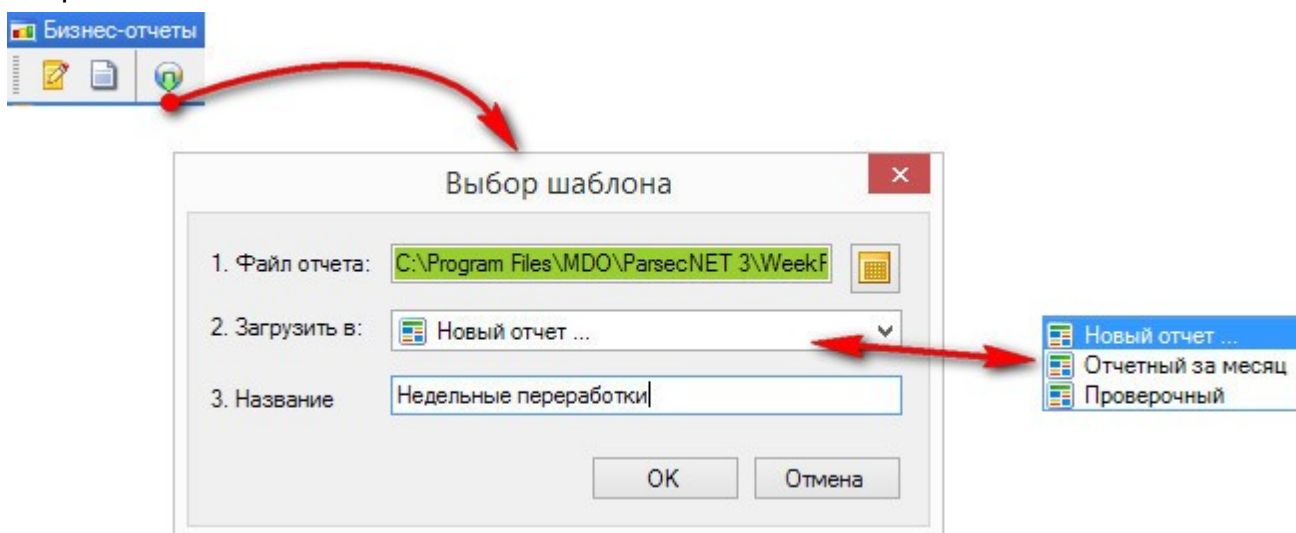 Бизнес-отчеты
Выбор шаблона
1. Файл отчета: C:\Program Files\MDO\ParsecNET 3\WeekF
2. Загрузить в: Новый отчет ...
3. Название Недельные переработки
OK Отмена
Новый отчет ...
Отчетный за месяц
Проверочный